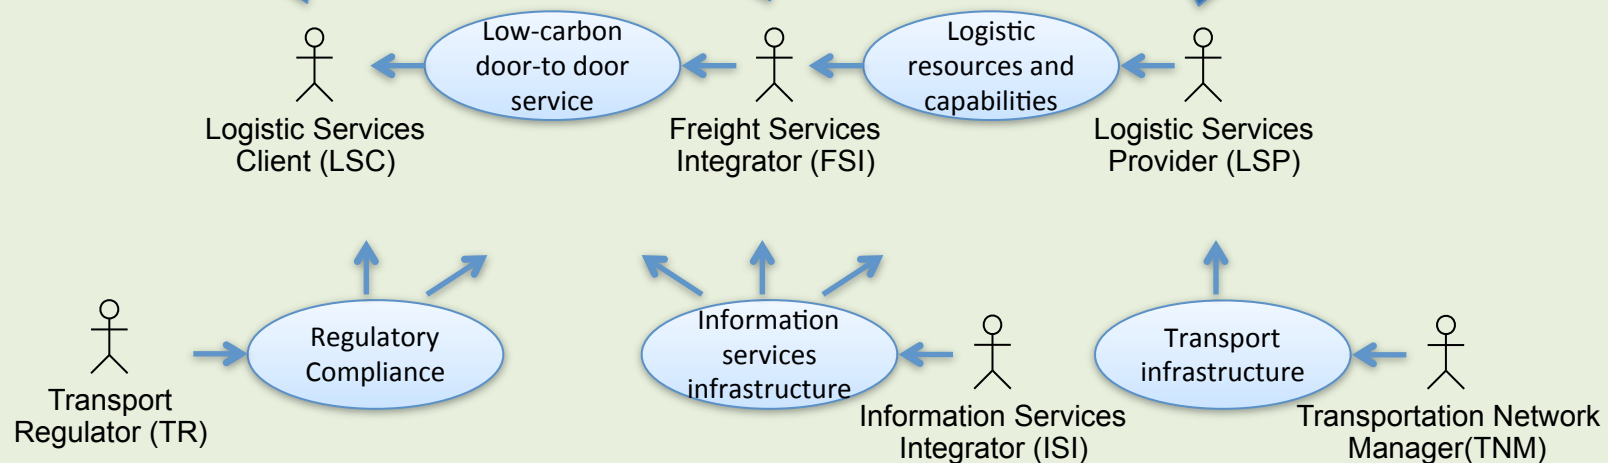 Low-carbon
door-to door
service
Logistic
resources and
capabilities
Logistic Services
Client (LSC)
Freight Services
Integrator (FSI)
Logistic Services
Provider (LSP)
Regulatory
Compliance
Information
services
infrastructure
Transport
infrastructure
Transport
Regulator (TR)
Information Services
Integrator (ISI)
Transportation Network
Manager(TNM)